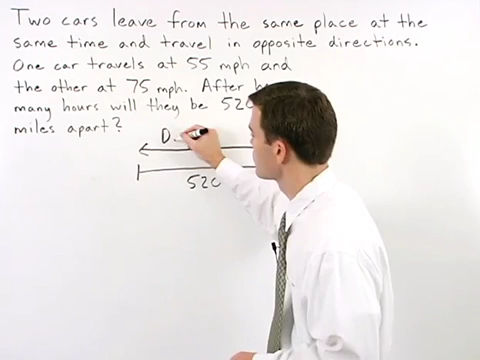 Two cars leave from the same place at the
same time and travel in opposite directions.
One car travels at 55 mph and
the other at 75 mph. After
many hours will they be 520
miles apart?
D.
520